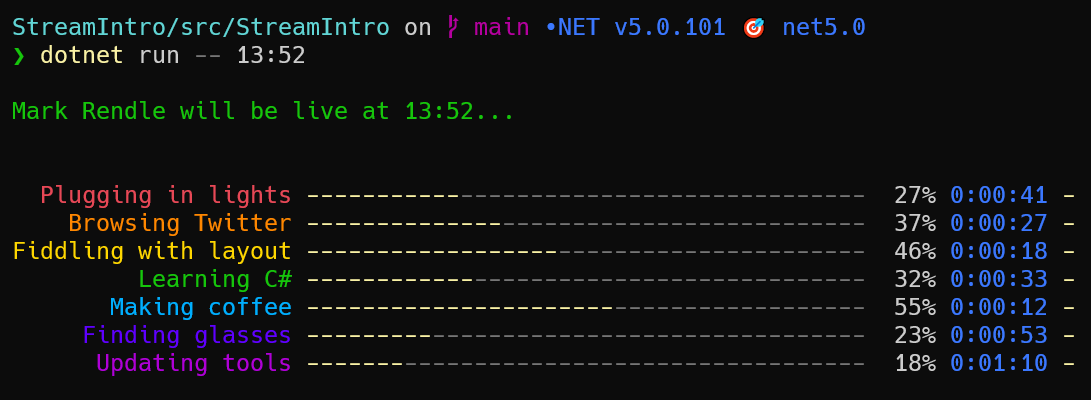 StreamIntro/src/StreamIntro on main •NET v5.0.101 🎯 net5.0
❯ dotnet run -- 13:52
Mark Rendle will be live at 13:52...
Plugging in lights ---------------------------------------- 27% 0:00:41 -
Browsing Twitter ---------------------------------------- 37% 0:00:27 -
Fiddling with layout ---------------------------------------- 46% 0:00:18 -
Learning C# ---------------------------------------- 32% 0:00:33 -
Making coffee ---------------------------------------- 55% 0:00:12 -
Finding glasses ---------------------------------------- 23% 0:00:53 -
Updating tools ---------------------------------------- 18% 0:01:10 -